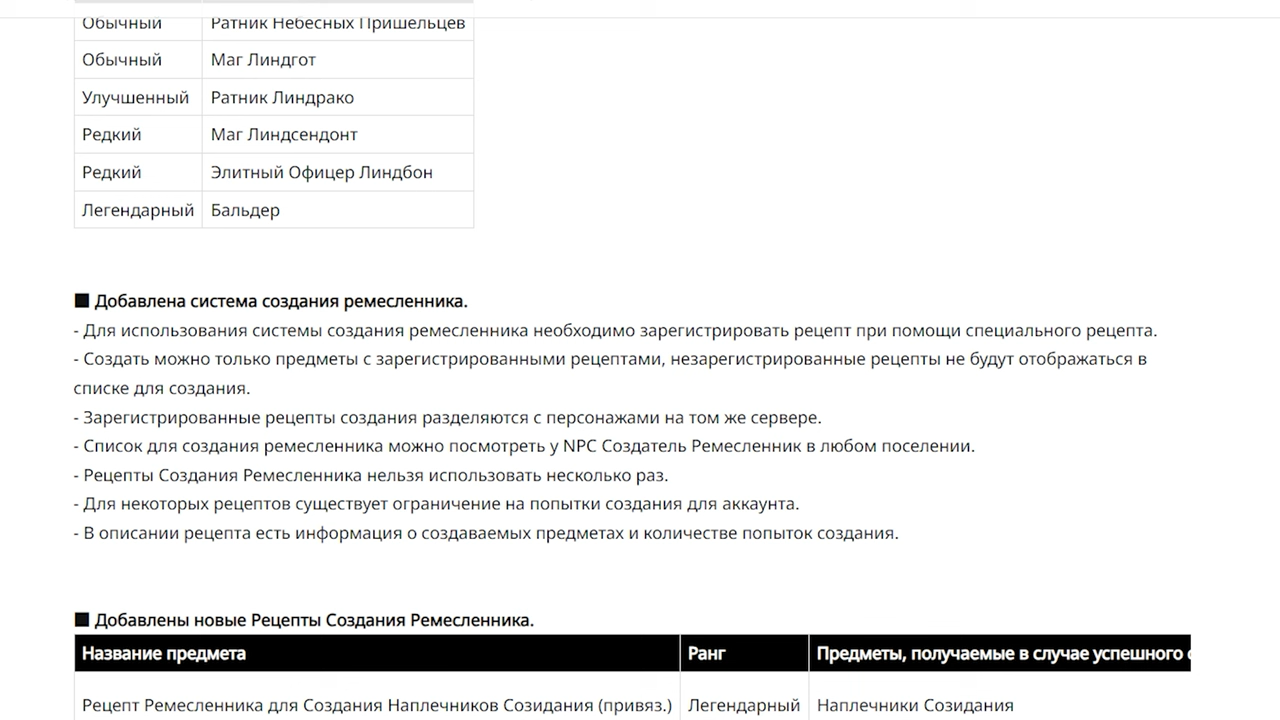 Обычный Ратник Небесных Пришельцев
Обычный Маг Линдгот
Улучшенный Ратник Линдрако
Редкий Маг Линдсендонт
Редкий Элитный Офицер Линдбон
Легендарный Бальдер
■ Добавлена система создания ремесленника.
- Для использования системы создания ремесленника необходимо зарегистрировать рецепт при помощи специального рецепта.
- Создать можно только предметы с зарегистрированными рецептами, незарегистрированные рецепты не будут отображаться в
списке для создания.
- Зарегистрированные рецепты создания разделяются с персонажами на том же сервере.
- Список для создания ремесленника можно посмотреть у NPC Создатель Ремесленник в любом поселении.
- Рецепты Создания Ремесленника нельзя использовать несколько раз.
- Для некоторых рецептов существует ограничение на попытки создания для аккаунта.
- В описании рецепта есть информация о создаваемых предметах и количестве попыток создания.
■ Добавлены новые Рецепты Создания Ремесленника.
Название предмета Ранг Предметы, получаемые в случае успешного
Рецепт Ремесленника для Создания Наплечников Созидания (привяз.) Легендарный Наплечники Созидания